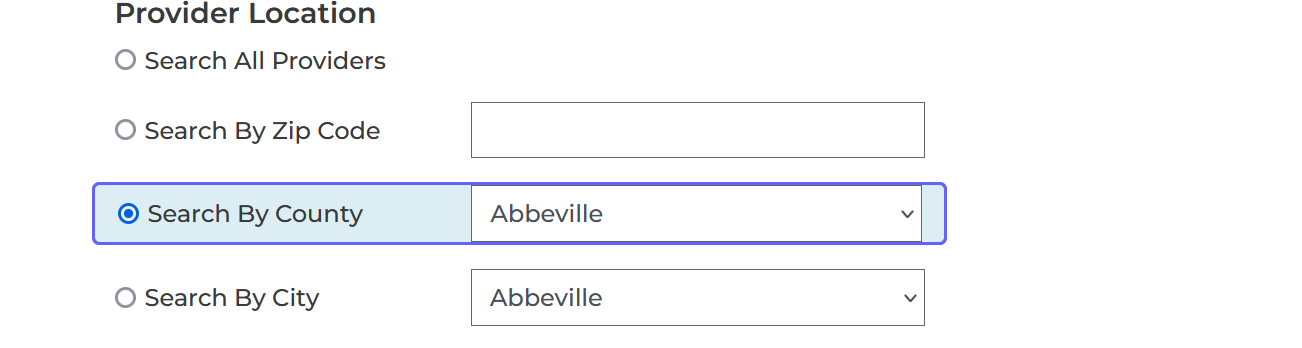 Provider Location
Search All Providers
Search By Zip Code
Search By County Abbeville
Search By City Abbeville